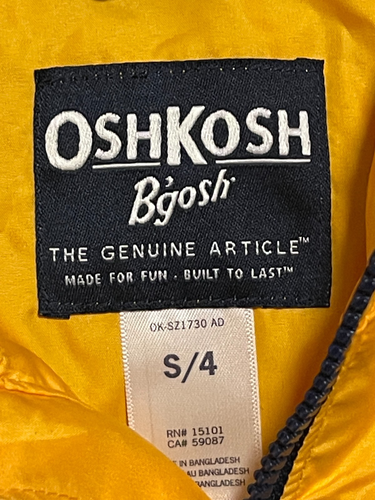 OSHKOSH
B'gosh
THE GENUINE ARTICLE™
MADE FOR FUN · BUILT TO LAST™
OK-SZ1730 AD
S/4
RN# 15101
CA# 59087
IN BANGLADESH
AU BANGLADESH
BANGLADESH